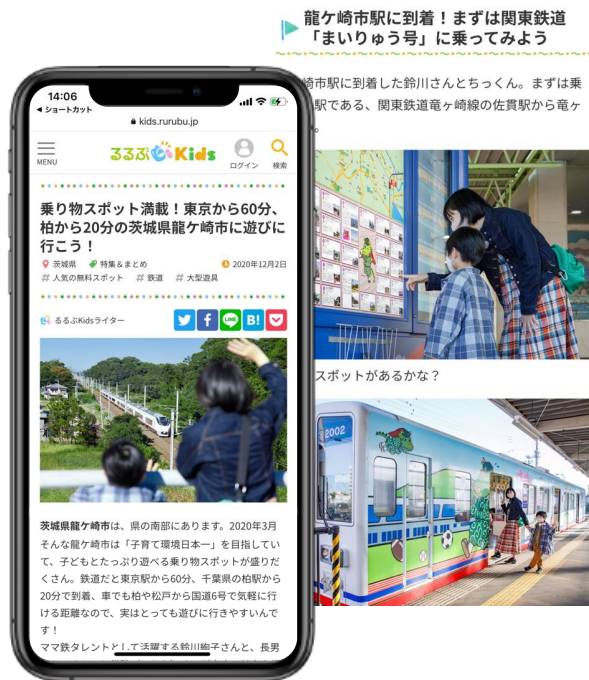 龍ケ崎市駅に到着！まずは関東鉄道
「まいりゅう号」に乗ってみよう
崎市駅に到着した鈴川さんとちっくん。まずは乗
駅である、関東鉄道竜ヶ崎線の佐貫駅から竜ヶ
。
スポットがあるかな？
2002
14:06
◀ ショートカット
kids.rurubu.jp
MENU
るるぶKids
ログイン
検索
乗り物スポット満載！東京から60分、
柏から20分の茨城県龍ケ崎市に遊びに
行こう！
茨城県 特集＆まとめ 2020年12月2日
# 人気の無料スポット # 鉄道 # 大型遊具
るるぶKidsライター
LINE
B!
茨城県龍ケ崎市は、県の南部にあります。2020年3月
そんな龍ケ崎市は「子育て環境日本一」を目指してい
て、子どもとたっぷり遊べる乗り物スポットが盛りだ
くさん。鉄道だと東京駅から60分、千葉県の柏駅から
20分で到着、車でも柏や松戸から国道6号で気軽に行
ける距離なので、実はとっても遊びに行きやすいんで
す！
ママ鉄タレントとして活躍する鈴川絢子さんと、長男